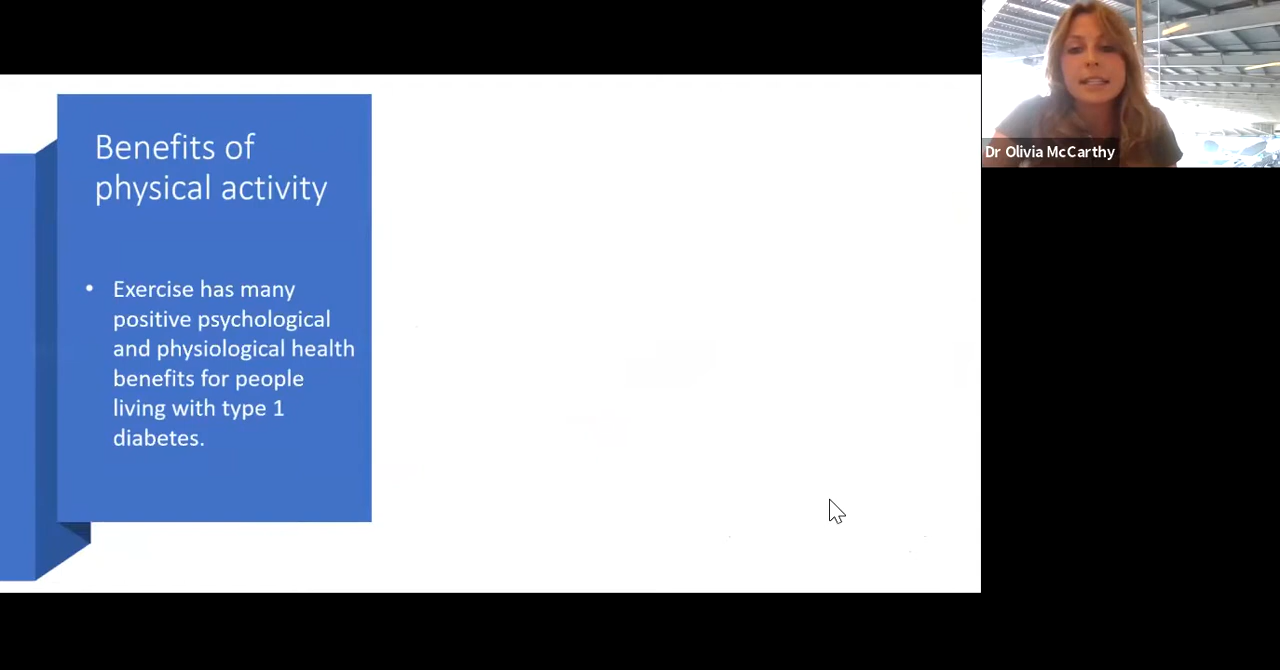 Benefits of
physical activity
• Exercise has many
positive psychological
and physiological health
benefits for people
living with type 1
diabetes.
Dr Olivia McCarthy